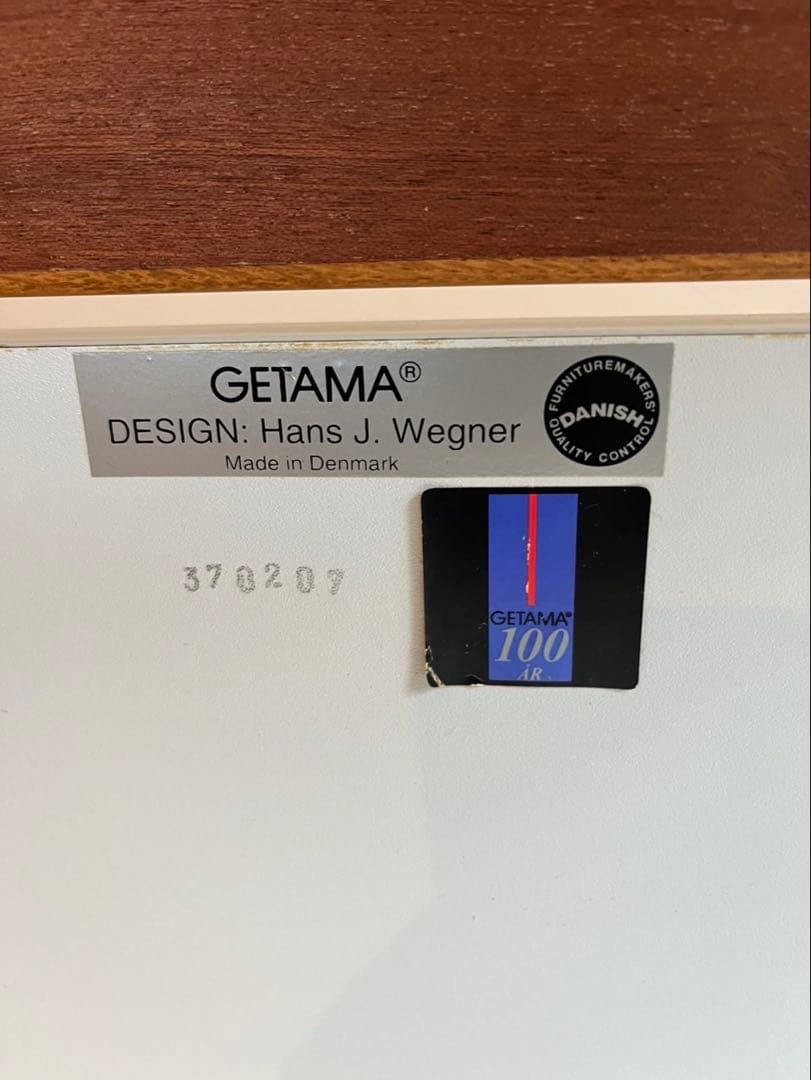 GETAMA®
DESIGN: Hans J. Wegner
Made in Denmark
FURNITUREMAKERS'
DANISH
QUALITY CONTROL
370207
GETAMA®
100
ÅR